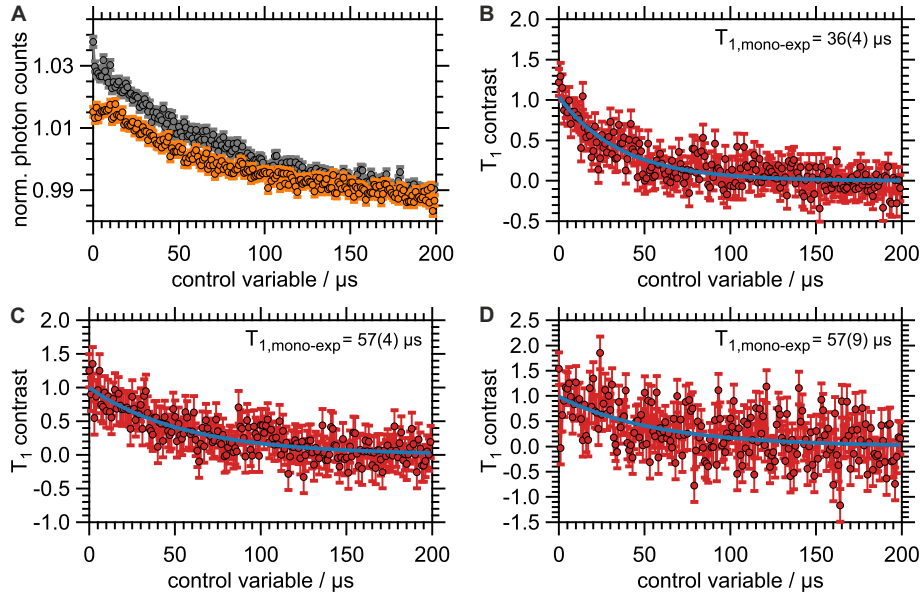 A
norm. photon counts
1.03
1.01
0.99
0 50 100 150 200
control variable / µs
B
T1,mono-exp = 36(4) µs
T1 contrast
2.0
1.5
1.0
0.5
0.0
-0.5
0 50 100 150 200
control variable / µs
C
T1,mono-exp = 57(4) µs
T1 contrast
2.0
1.5
1.0
0.5
0.0
-0.5
-1.0
0 50 100 150 200
control variable / µs
D
T1,mono-exp = 57(9) µs
T1 contrast
2.5
2.0
1.5
1.0
0.5
0.0
-0.5
-1.0
-1.5
0 50 100 150 200
control variable / µs